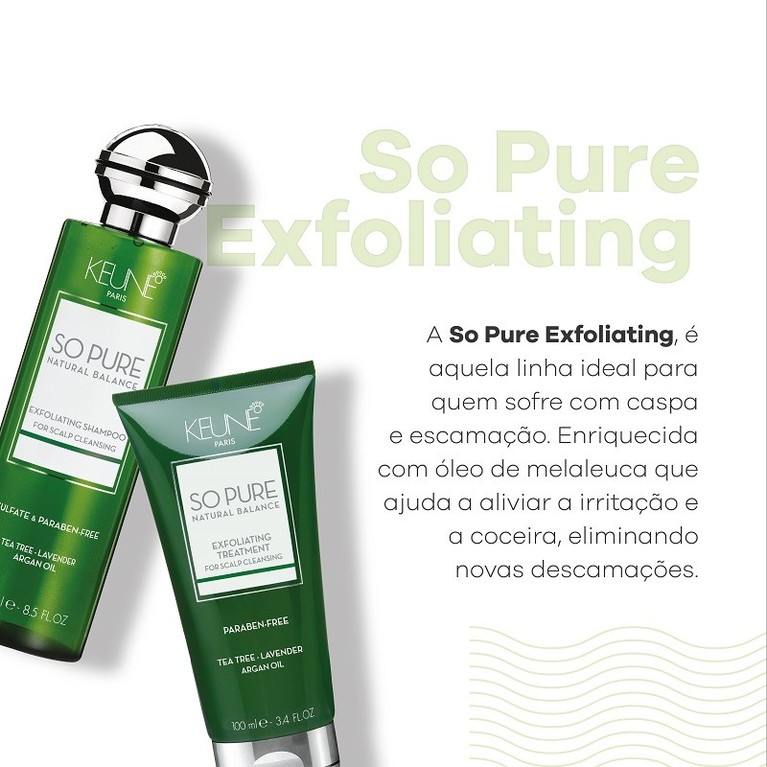 So Pure
Exfoliating
A So Pure Exfoliating, é
aquela linha ideal para
quem sofre com caspa
e escamação. Enriquecida
com óleo de melaleuca que
ajuda a aliviar a irritação e
a coceira, eliminando
novas descamações.
KEUNE
PARIS
SO PURE
NATURAL BALANCE
EXFOLIATING SHAMPOO
FOR SCALP CLEANSING
ULFATE & PARABEN-FREE
TEA TREE · LAVENDER
ARGAN OIL
l e - 8.5 FL.OZ
KEUNE
PARIS
SO PURE
NATURAL BALANCE
EXFOLIATING
TREATMENT
FOR SCALP CLEANSING
PARABEN-FREE
TEA TREE · LAVENDER
ARGAN OIL
100 ml e - 3.4 FL.OZ